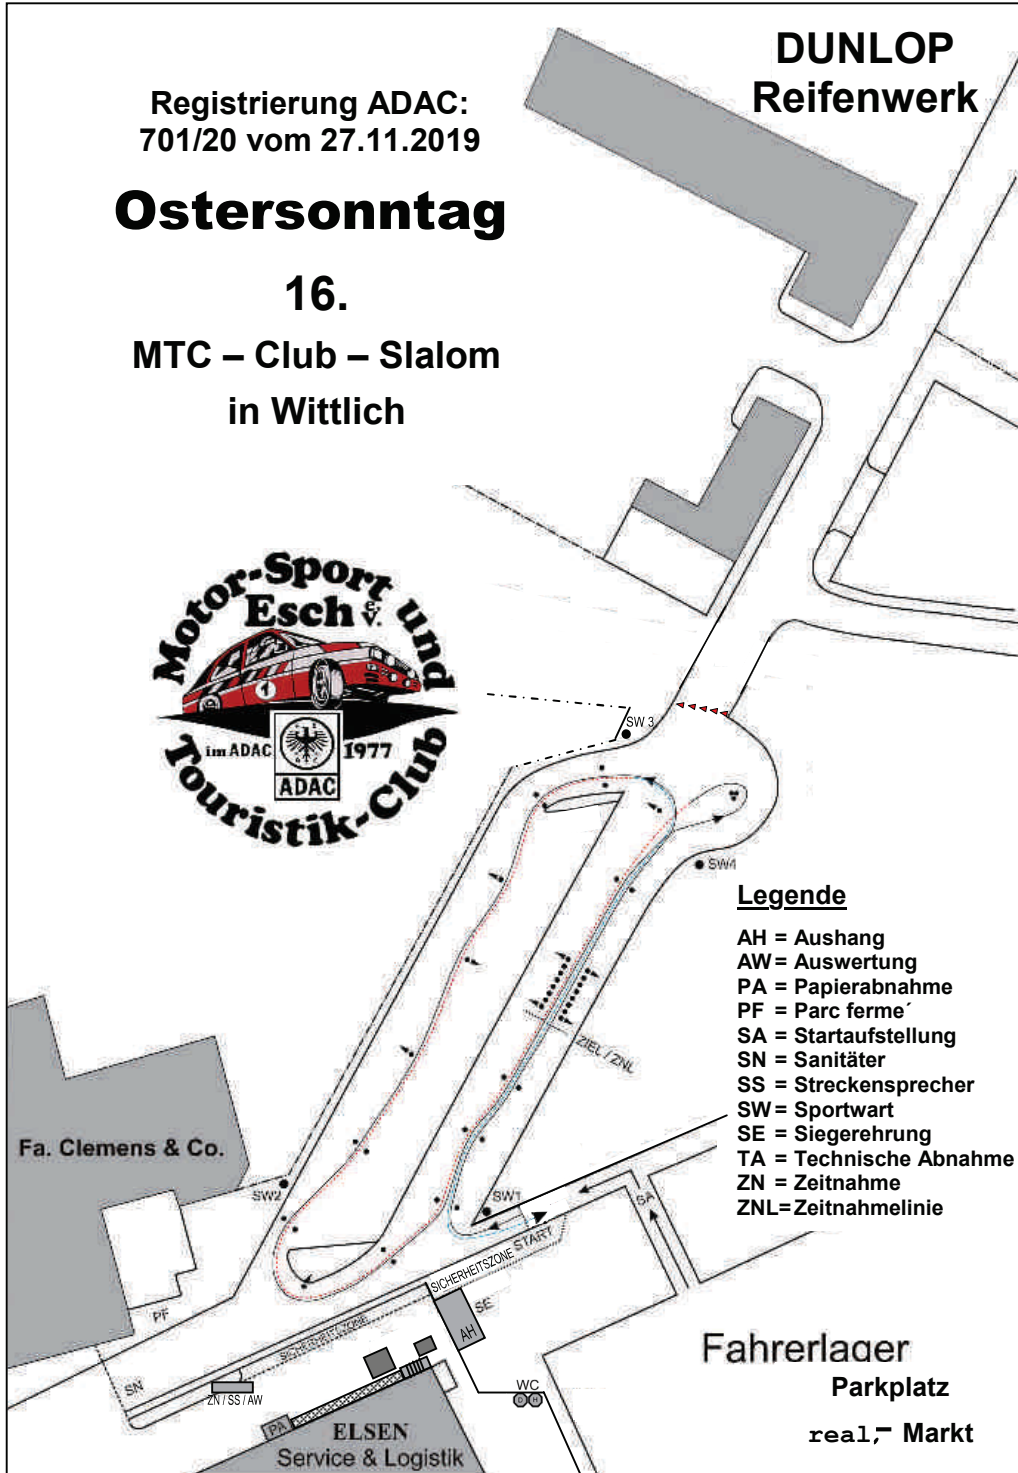 DUNLOP
Reifenwerk
Registrierung ADAC:
701/20 vom 27.11.2019
Ostersonntag
16.
MTC – Club – Slalom
in Wittlich
Motor-Sport und
Esch e.V.
1
im ADAC
1977
ADAC
Touristik-Club
SW 3
SW4
Legende
AH = Aushang
AW = Auswertung
PA = Papierabnahme
PF = Parc ferme´
SA = Startaufstellung
SN = Sanitäter
SS = Streckensprecher
SW = Sportwart
SE = Siegerehrung
TA = Technische Abnahme
ZN = Zeitnahme
ZNL=Zeitnahmelinie
ZIEL / ZNL
Fa. Clemens & Co.
SW2
SW1
SA
START
SICHERHEITSZONE
SICHERHEITSZONE
PF
SE
AH
SN
ZN / SS / AW
PA
WC
D H
ELSEN
Service & Logistik
Fahrerlager
Parkplatz
real,- Markt